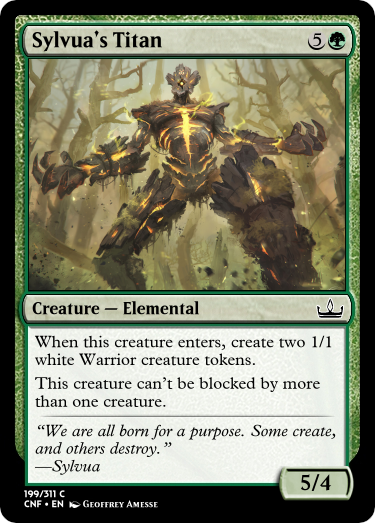 Sylvua's Titan 5
Creature — Elemental
When this creature enters, create two 1/1
white Warrior creature tokens.
This creature can't be blocked by more
than one creature.
“We are all born for a purpose. Some create,
and others destroy.”
—Sylvua
5/4
199/311 C
CNF • EN Geoffrey Amesse